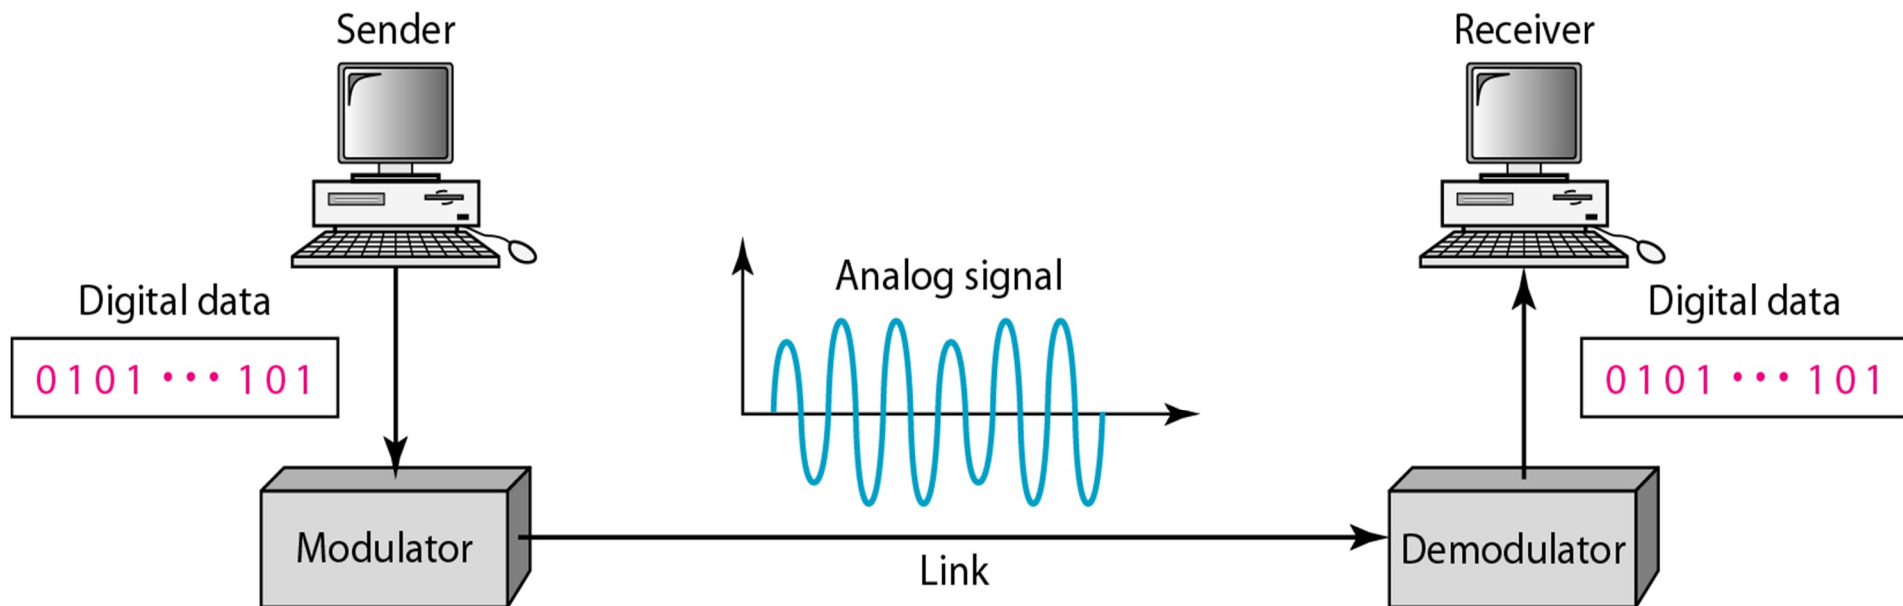 Sender
Receiver
Digital data
0101 ••• 101
Analog signal
Digital data
0101 ••• 101
Modulator
Link
Demodulator